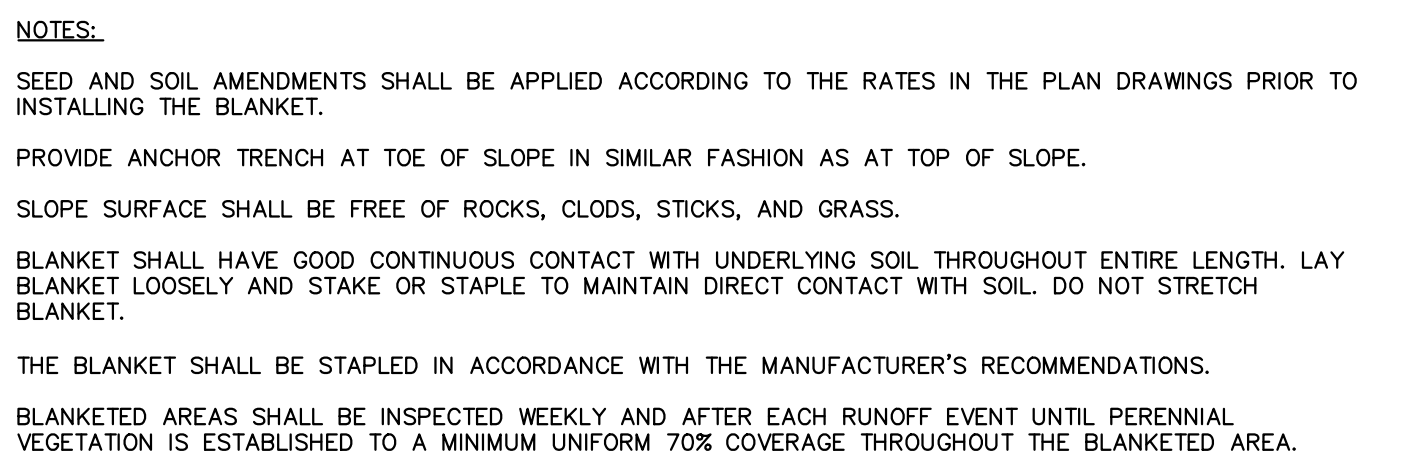 NOTES:
SEED AND SOIL AMENDMENTS SHALL BE APPLIED ACCORDING TO THE RATES IN THE PLAN DRAWINGS PRIOR TO
INSTALLING THE BLANKET.
PROVIDE ANCHOR TRENCH AT TOE OF SLOPE IN SIMILAR FASHION AS AT TOP OF SLOPE.
SLOPE SURFACE SHALL BE FREE OF ROCKS, CLODS, STICKS, AND GRASS.
BLANKET SHALL HAVE GOOD CONTINUOUS CONTACT WITH UNDERLYING SOIL THROUGHOUT ENTIRE LENGTH. LAY
BLANKET LOOSELY AND STAKE OR STAPLE TO MAINTAIN DIRECT CONTACT WITH SOIL. DO NOT STRETCH
BLANKET.
THE BLANKET SHALL BE STAPLED IN ACCORDANCE WITH THE MANUFACTURER'S RECOMMENDATIONS.
BLANKETED AREAS SHALL BE INSPECTED WEEKLY AND AFTER EACH RUNOFF EVENT UNTIL PERENNIAL
VEGETATION IS ESTABLISHED TO A MINIMUM UNIFORM 70% COVERAGE THROUGHOUT THE BLANKETED AREA.